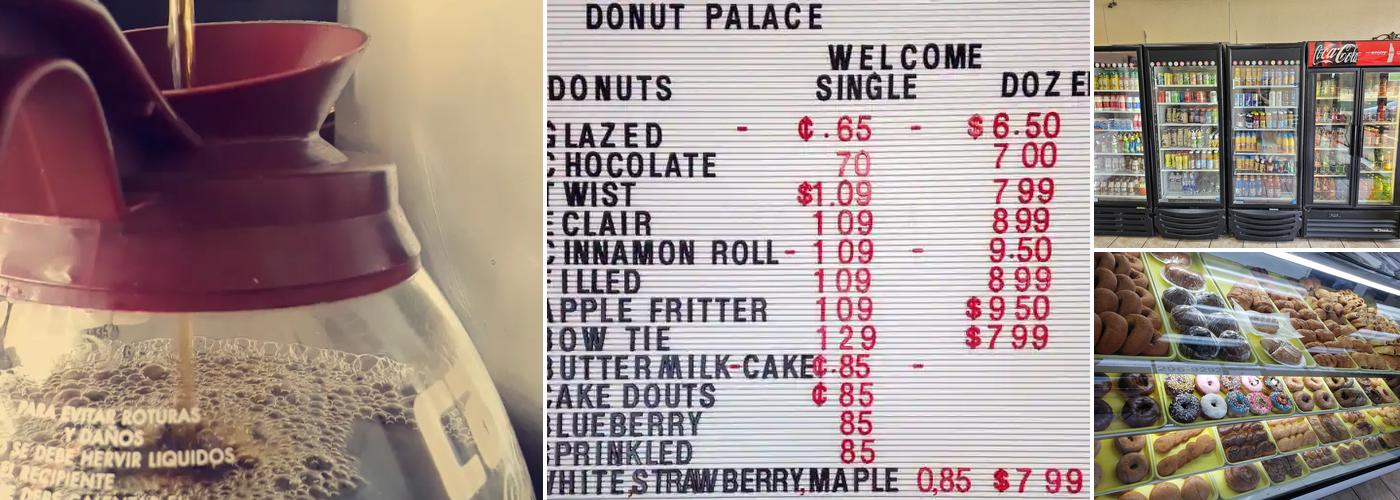 PARA EVITAR ROTURAS
Y DAÑOS
SE DEBE HERVIR LIQUIDOS
EL RECIPIENTE
DONUT PALACE
WELCOME
DONUTS SINGLE DOZE
GLAZED - ¢.65 - $6.50
CHOCOLATE 70 7 00
TWIST $1.09 7 99
ECLAIR 1 09 8 99
CINNAMON ROLL - 1 09 - 9.50
FILLED 1 09 8 99
APPLE FRITTER 1 09 $9 50
BOW TIE 1 29 $7 99
BUTTERMILK-CAKE ¢.85 -
CAKE DOUTS ¢ 85
BLUEBERRY 85
SPRINKLED 85
WHITE,STRAWBERRY,MAPLE 0,85 $7 99
Coca-Cola